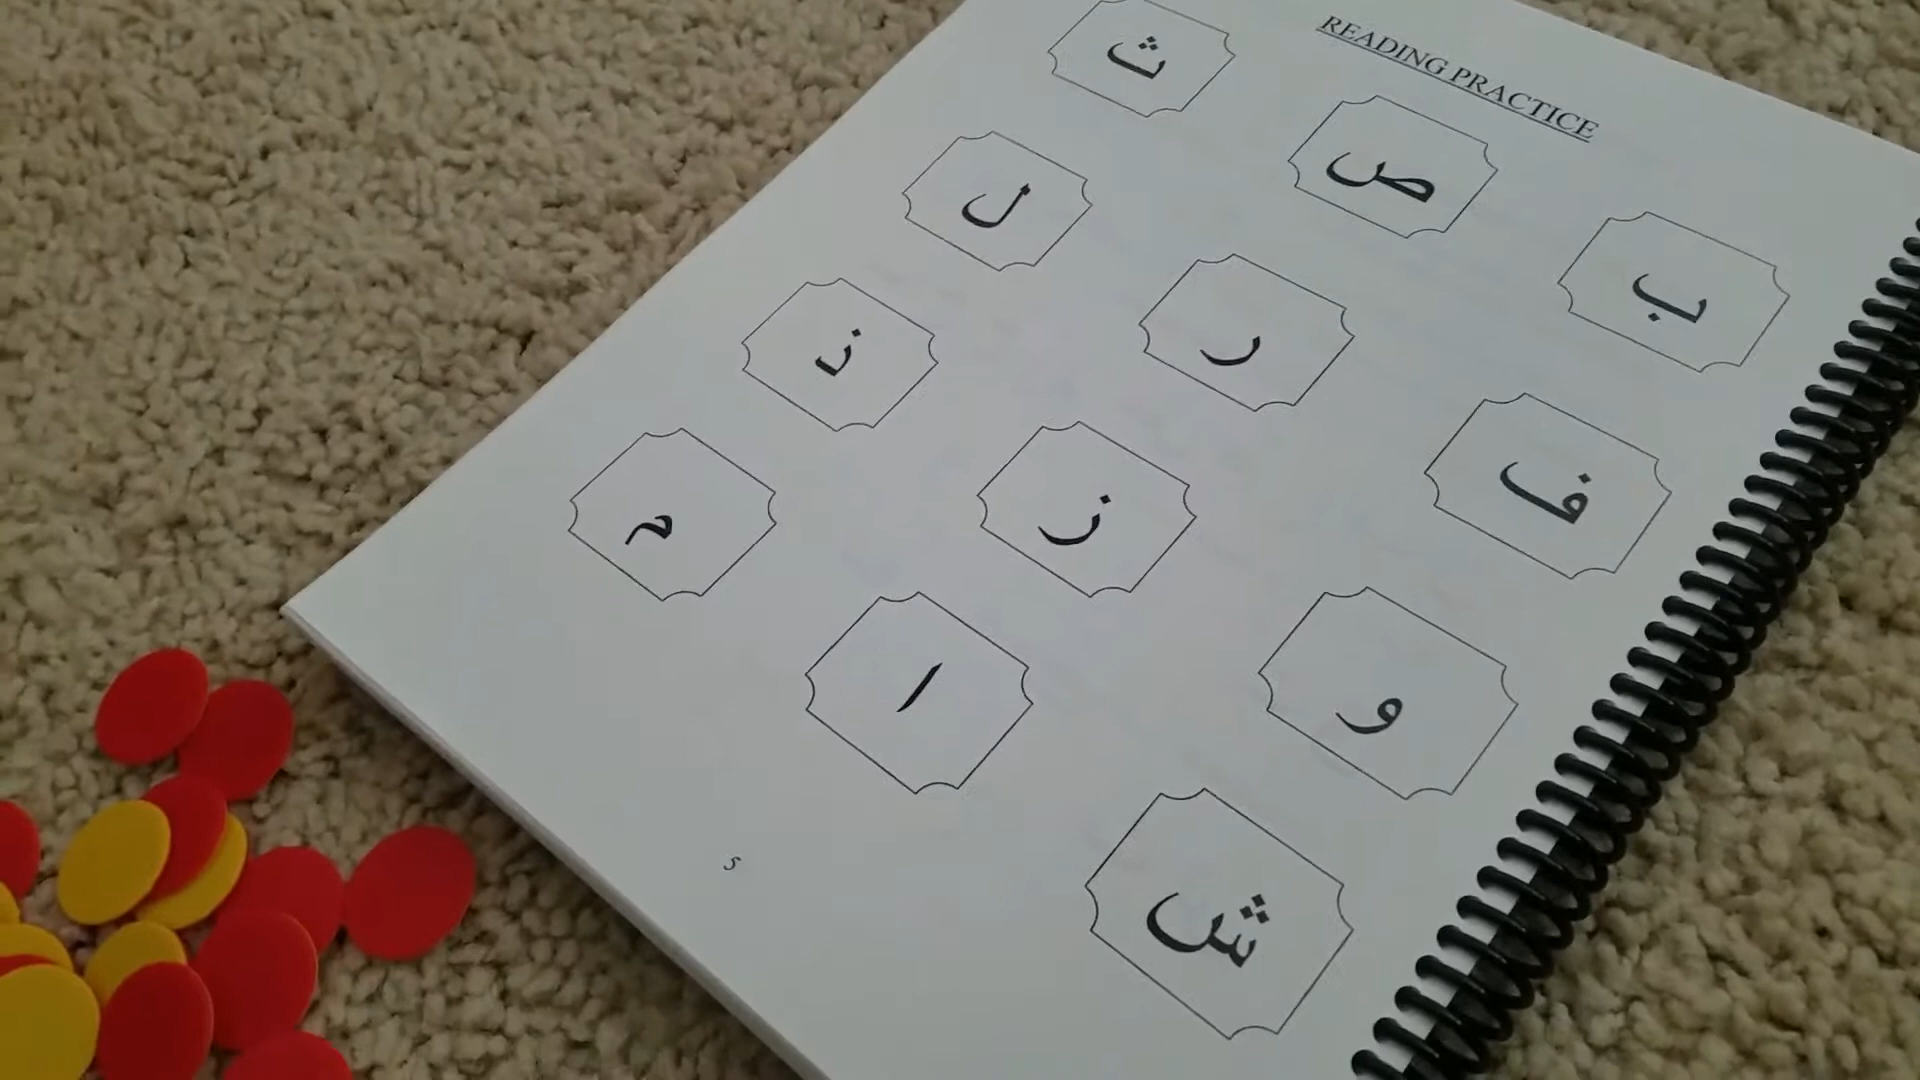 READING PRACTICE
ب ص ث
ف ر ل
و ز ذ
ش ا م
5